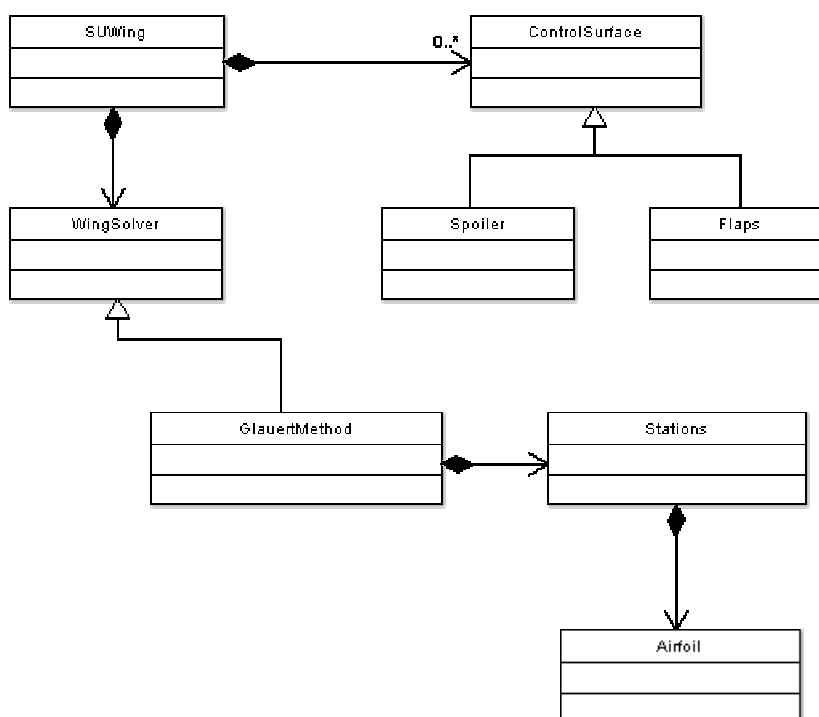 SUWing
ControlSurface
0..*
WingSolver
Spoiler
Flaps
GlauertMethod
Stations
Airfoil